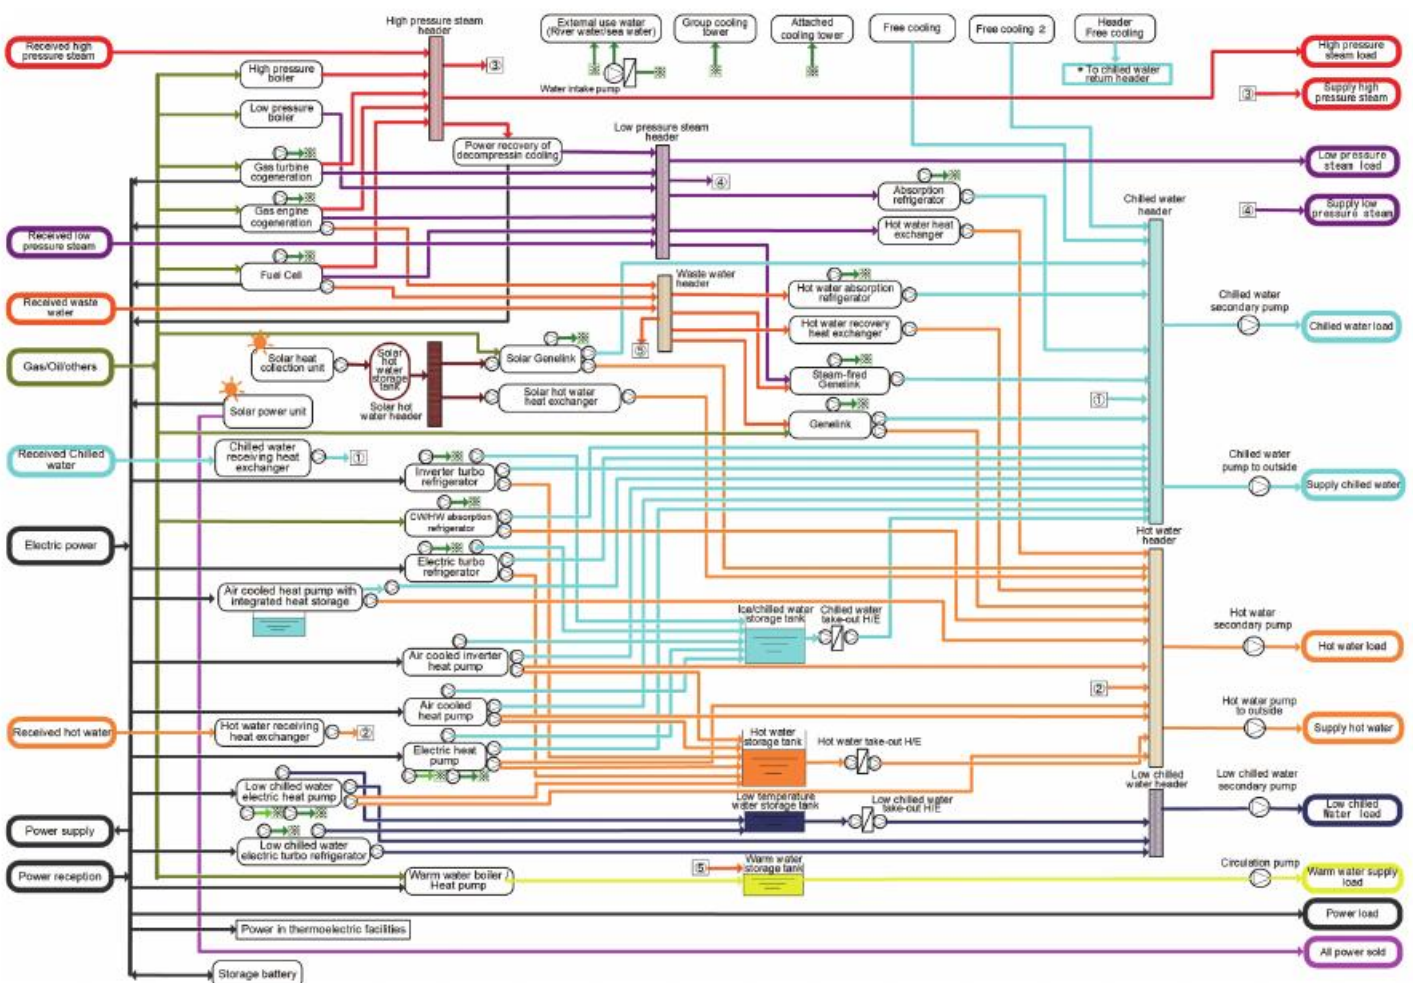 High pressure steam
header
External use water
(River water/sea water)
Group cooling
tower
Attached
cooling tower
Free cooling
Free cooling 2
Header
Free cooling
Received high
pressure steam
High pressure
steam load
High pressure
boiler
③
* To chilled water
return header
Water intake pump
③
Supply high
pressure steam
Low pressure
boiler
Low pressure steam
header
Power recovery of
decompressin cooling
Low pressure
steam load
Gas turbine
cogeneration
④
Absorption
refrigerator
Chilled water
header
④
Supply low
pressure steam
Gas engine
cogeneration
Hot water heat
exchanger
Received low
pressure steam
Fuel Cell
Waste water
header
Hot water absorption
refrigerator
Chilled water
secondary pump
Received waste
water
Hot water recovery
heat exchanger
Chilled water load
⑤
Solar heat
collection unit
Solar
hot
water
storage
tank
Solar Genelink
Gas/Oil/others
Steam-fired
Genelink
Solar hot water
heat exchanger
①
Solar power unit
Solar hot
water header
Genelink
Received Chilled
water
Chilled water
receiving heat
exchanger
①
Chilled water
pump to outside
Inverter turbo
refrigerator
Supply chilled water
CW/HW absorption
refrigerator
Hot water
header
Electric power
Electric turbo
refrigerator
Air cooled heat pump with
integrated heat storage
Ice/chilled water
storage tank
Chilled water
take-out H/E
Hot water
secondary pump
Hot water load
Air cooled inverter
heat pump
②
Air cooled
heat pump
Hot water pump
to outside
Received hot water
Hot water receiving
heat exchanger
②
Hot water
storage tank
Supply hot water
Electric heat
pump
Hot water take-out H/E
Low chilled
water header
Low chilled water
secondary pump
Low chilled water
electric heat pump
Low temperature
water storage tank
Low chilled water
take-out H/E
Low chilled
Water load
Power supply
Low chilled water
electric turbo refrigerator
⑤
Warm water
storage tank
Circulation pump
Power reception
Warm water boiler /
Heat pump
Warm water supply
load
Power load
Power in thermoelectric facilities
All power sold
Storage battery